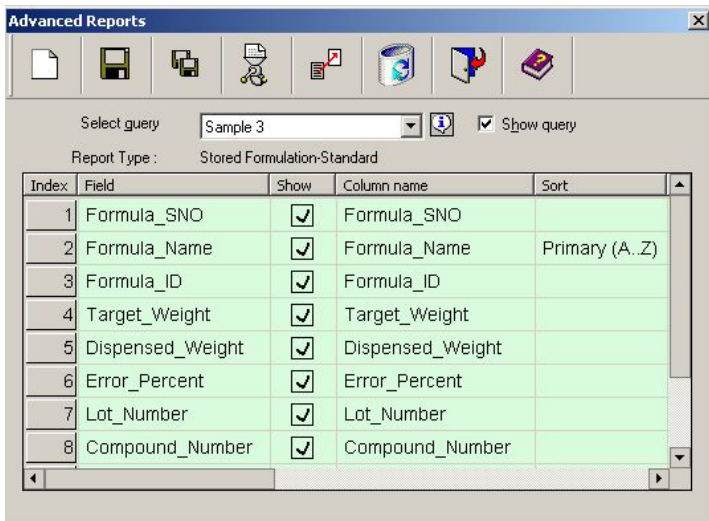 Advanced Reports
Select query Sample 3 Show query
Report Type : Stored Formulation-Standard
Index Field Show Column name Sort
1 Formula_SNO Formula_SNO
2 Formula_Name Formula_Name Primary (A..Z)
3 Formula_ID Formula_ID
4 Target_Weight Target_Weight
5 Dispensed_Weight Dispensed_Weight
6 Error_Percent Error_Percent
7 Lot_Number Lot_Number
8 Compound_Number Compound_Number